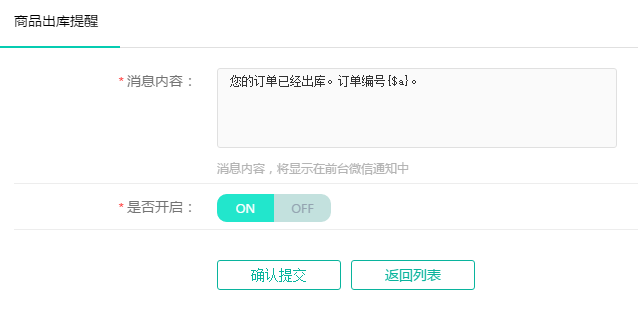 商品出库提醒
*消息内容：
您的订单已经出库。订单编号{$a}。
消息内容，将显示在前台微信通知中
*是否开启：
ON OFF
确认提交 返回列表